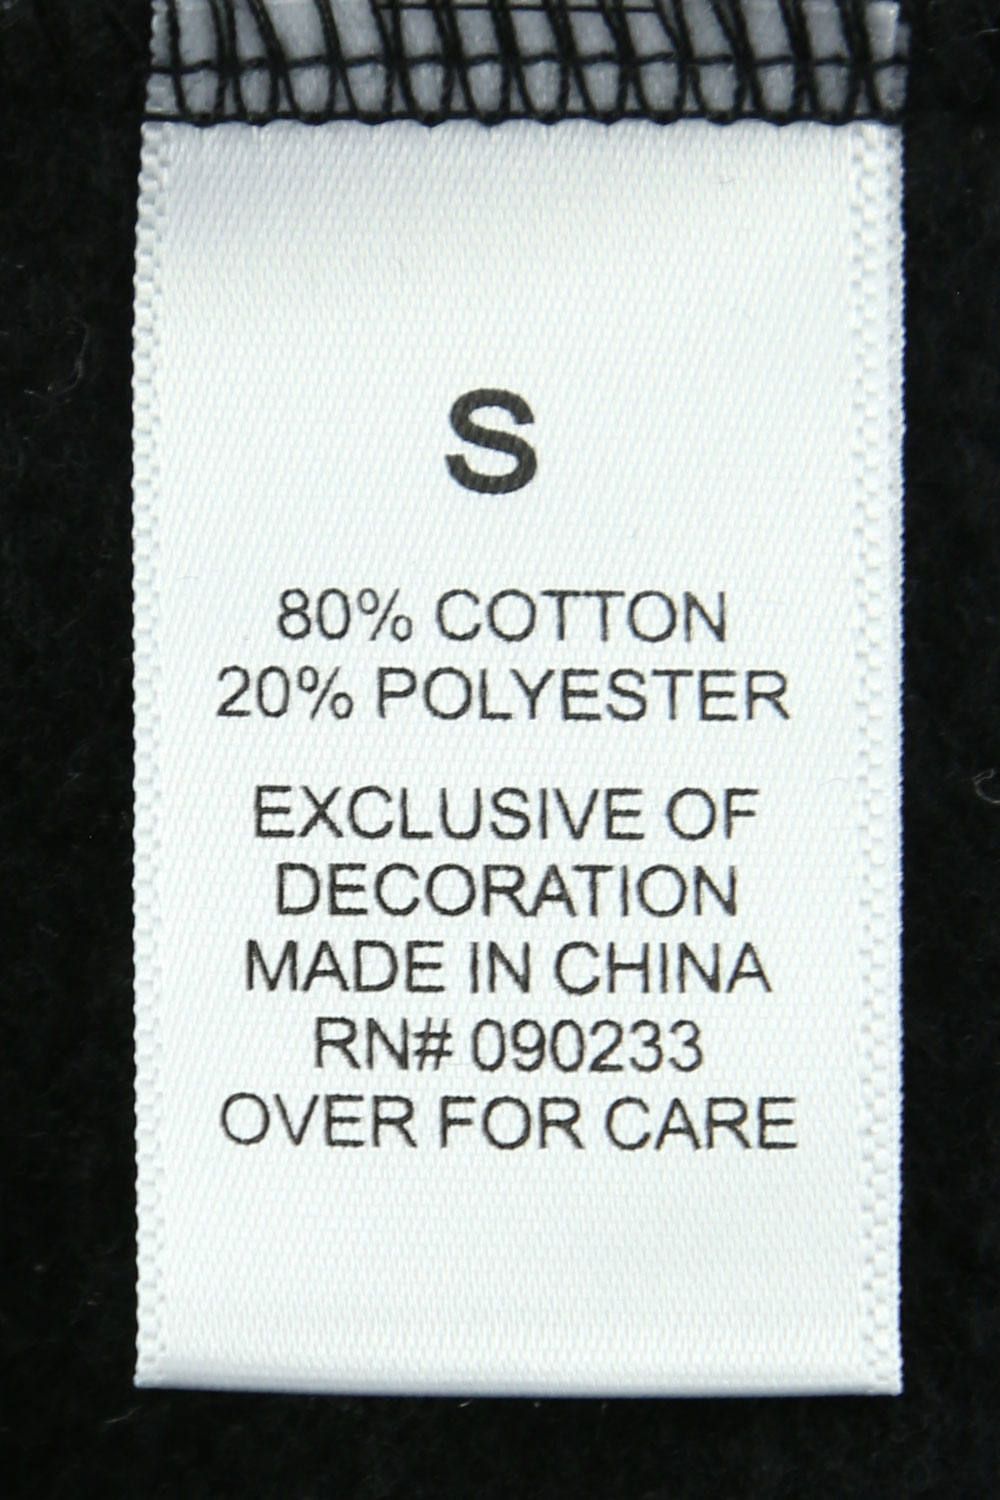 S
80% COTTON
20% POLYESTER
EXCLUSIVE OF
DECORATION
MADE IN CHINA
RN# 090233
OVER FOR CARE